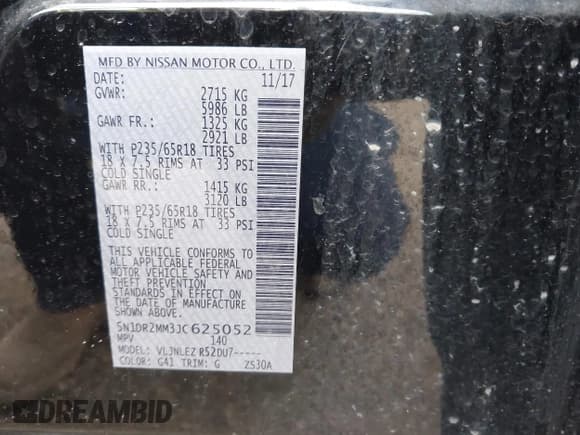 MFD BY NISSAN MOTOR CO., LTD.
DATE: 11/17
GVWR: 2715 KG
5986 LB
GAWR FR.: 1325 KG
2921 LB
WITH P235/65R18 TIRES
18 X 7.5 RIMS AT 33 PSI
COLD SINGLE
GAWR RR.: 1415 KG
3120 LB
WITH P235/65R18 TIRES
18 X 7.5 RIMS AT 33 PSI
COLD SINGLE
THIS VEHICLE CONFORMS TO
ALL APPLICABLE FEDERAL
MOTOR VEHICLE SAFETY AND
THEFT PREVENTION
STANDARDS IN EFFECT ON
THE DATE OF MANUFACTURE
SHOWN ABOVE.
5N1DR2MM3JC625052
MPV 140
MODEL: VLJNLEZ R52DU7-----
COLOR: G41 TRIM: G ZS30A
DREAMBID